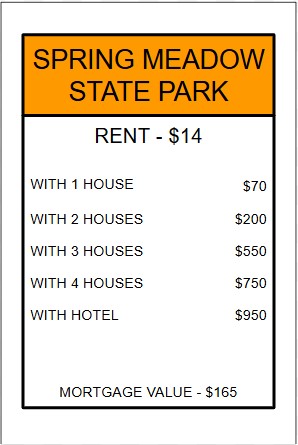 SPRING MEADOW
STATE PARK
RENT - $14
WITH 1 HOUSE $70
WITH 2 HOUSES $200
WITH 3 HOUSES $550
WITH 4 HOUSES $750
WITH HOTEL $950
MORTGAGE VALUE - $165